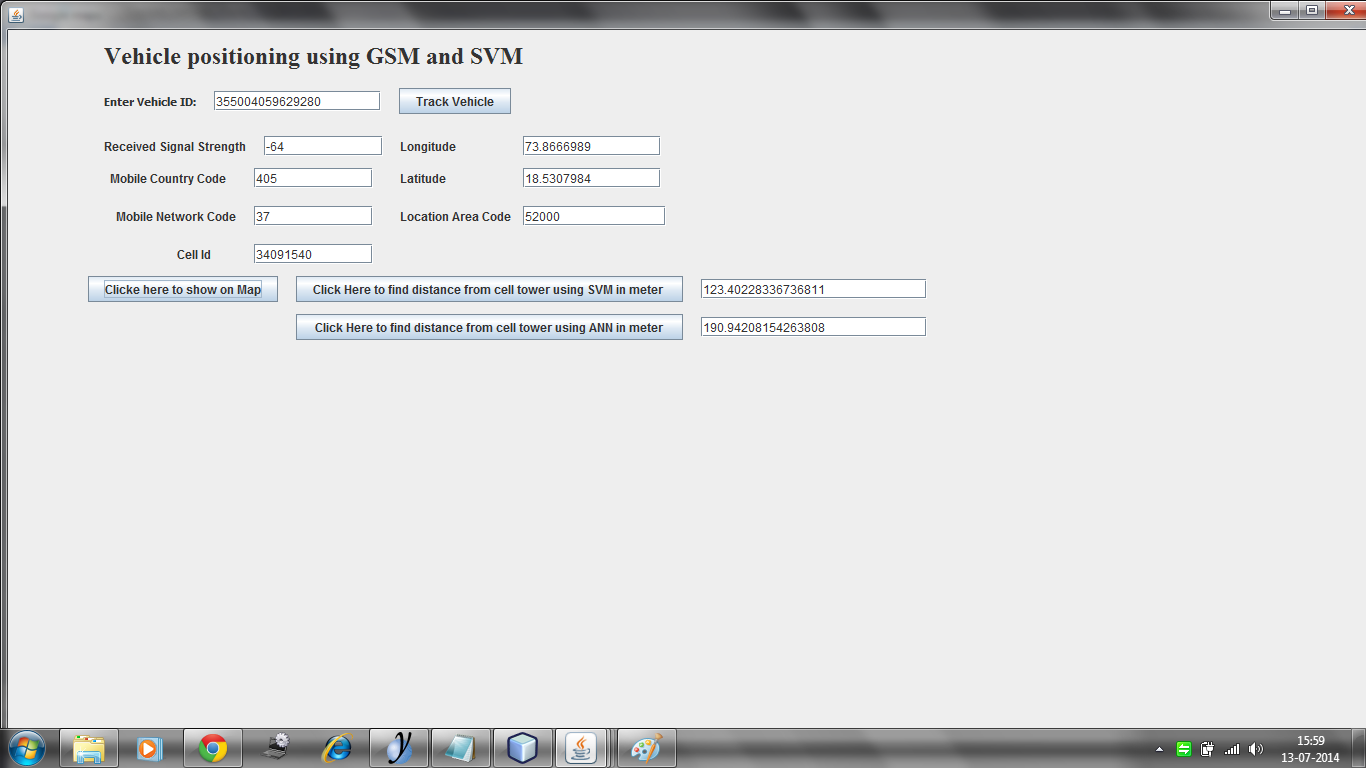 Vehicle positioning using GSM and SVM
Enter Vehicle ID: 355004059629280 Track Vehicle
Received Signal Strength -64 Longitude 73.8666989
Mobile Country Code 405 Latitude 18.5307984
Mobile Network Code 37 Location Area Code 52000
Cell Id 34091540
Clicke here to show on Map Click Here to find distance from cell tower using SVM in meter 123.40228336736811
Click Here to find distance from cell tower using ANN in meter 190.94208154263808
15:59
13-07-2014